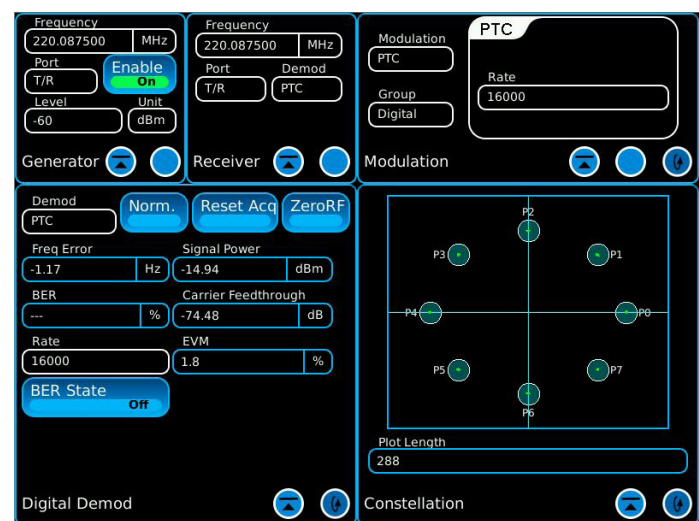 Frequency
220.087500 MHz
Port
T/R
Enable
On
Level Unit
-60 dBm
Generator
Frequency
220.087500 MHz
Port Demod
T/R PTC
Receiver
Modulation
PTC
Group
Digital
PTC
Rate
16000
Modulation
Demod
PTC
Norm. Reset Acq ZeroRF
Freq Error Signal Power
-1.17 Hz -14.94 dBm
BER Carrier Feedthrough
--- % -74.48 dB
Rate EVM
16000 1.8 %
BER State
Off
Digital Demod
P2
P3 P1
P4 P0
P5 P7
P6
Plot Length
288
Constellation